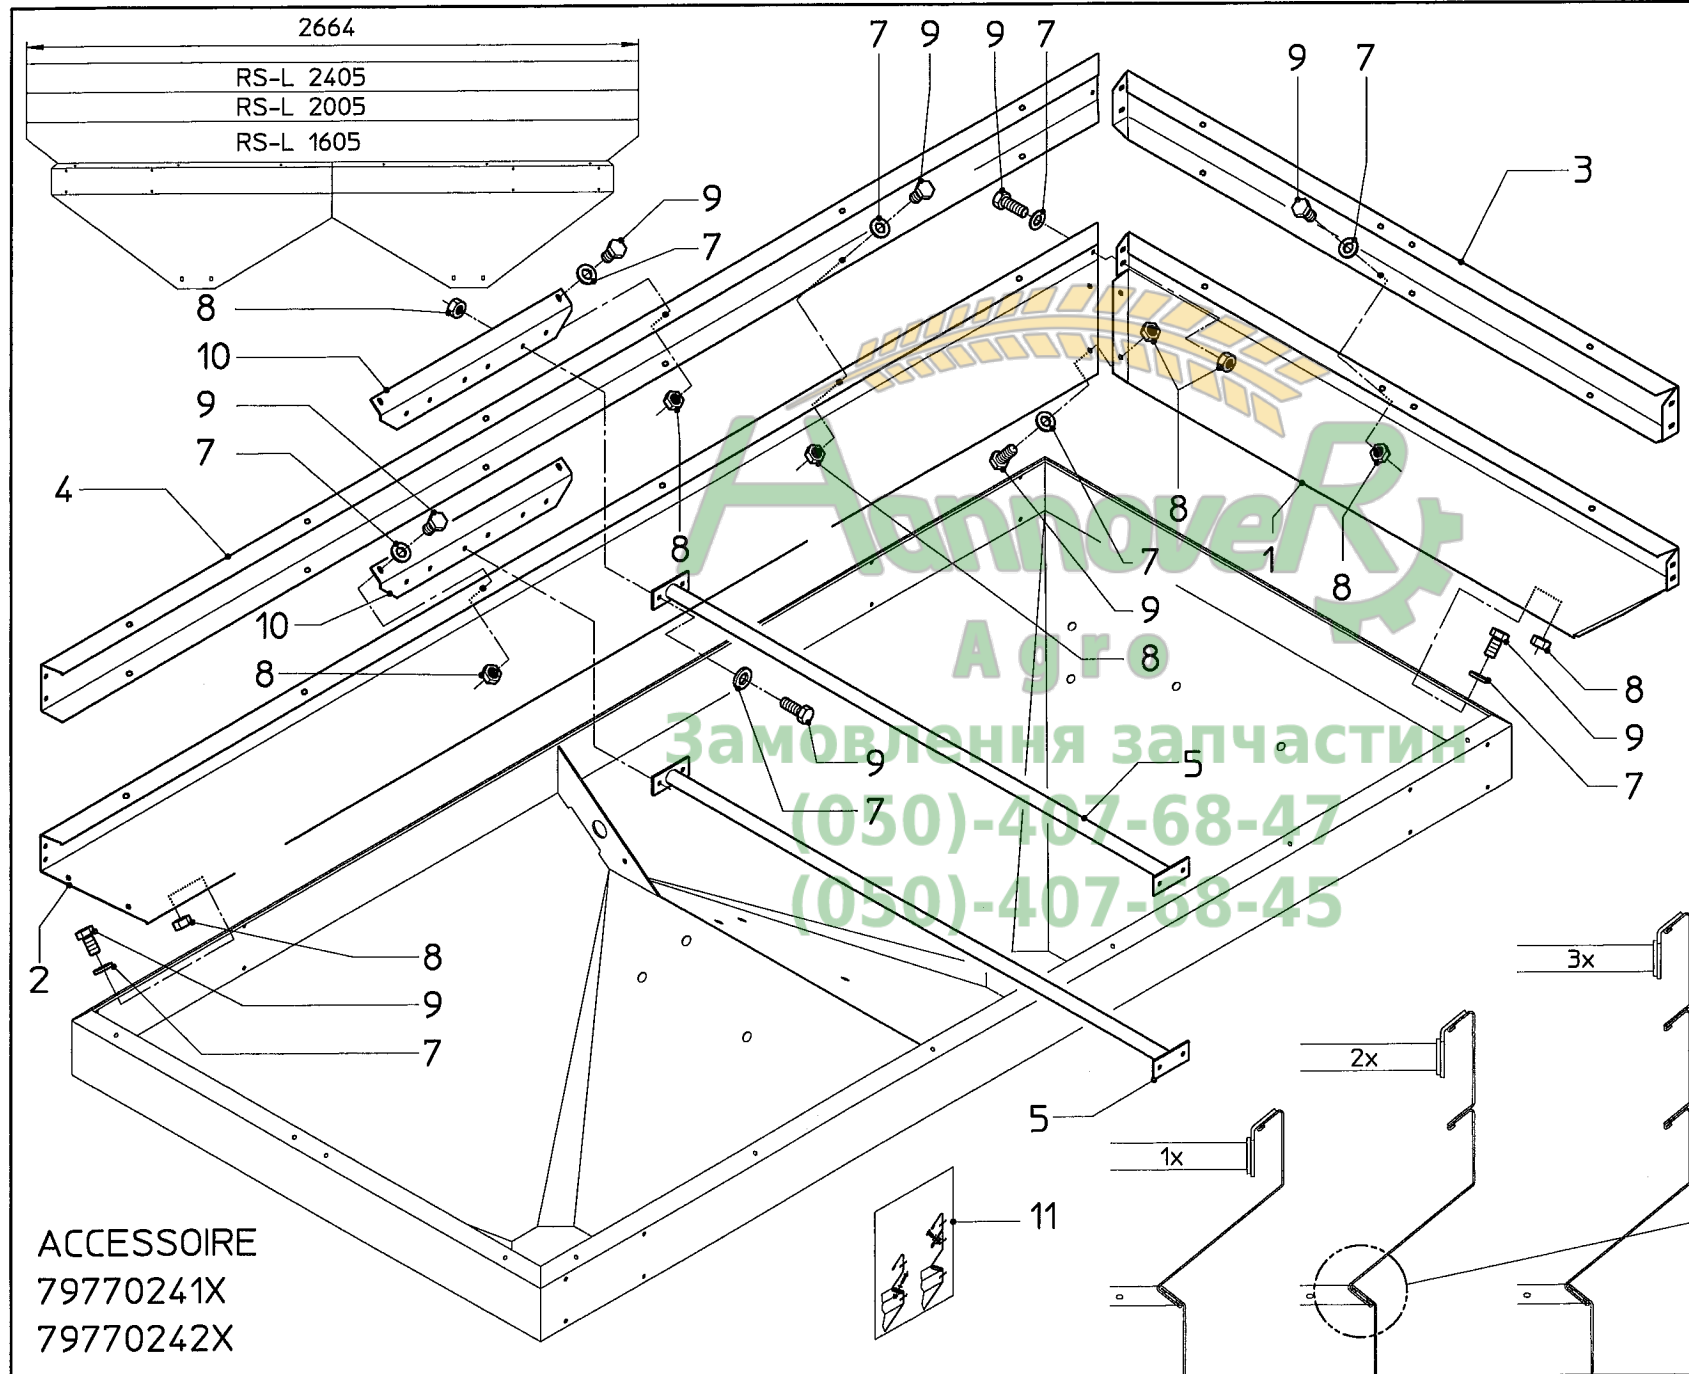 2664
RS-L 2405
RS-L 2005
RS-L 1605
7 9 9 7
9 7
3
9
7
8
10
9
7
4
10
8
8
8
1
8
7
9
8
8
9
7
9
7
5
2
8
9
7
5
3x
2x
1x
11
Hannover
Agro
Замовлення запчастин
(050)-407-68-47
(050)-407-68-45
ACCESSOIRE
79770241X
79770242X